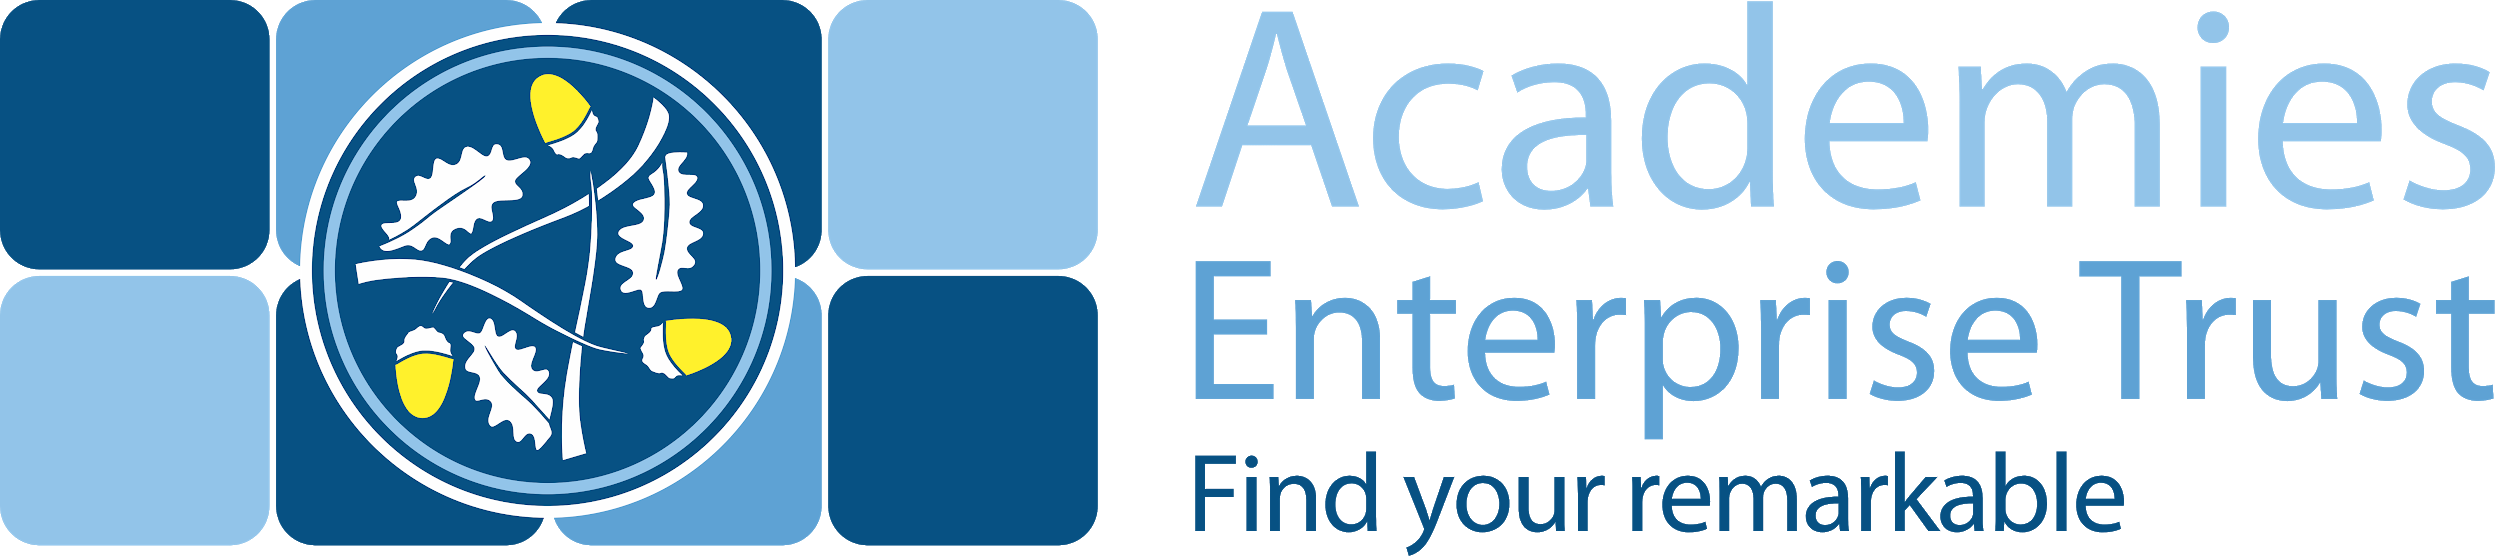 Academies
Enterprise Trust
Find your remarkable